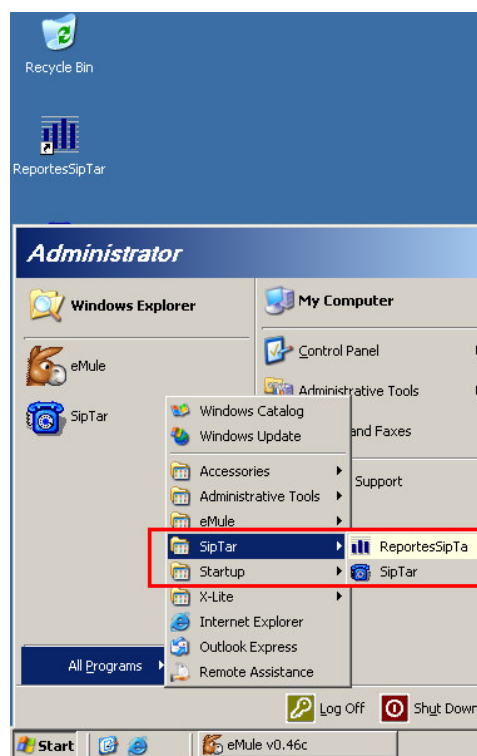 Recycle Bin
ReportesSipTar
Administrator
Windows Explorer
My Computer
eMule
Control Panel
SipTar
Administrative Tools
and Faxes
Support
Windows Catalog
Windows Update
Accessories
Administrative Tools
eMule
SipTar
ReportesSipTa
Startup
SipTar
X-Lite
Internet Explorer
Outlook Express
Remote Assistance
All Programs
Log Off
Shut Down
Start
eMule v0.46c